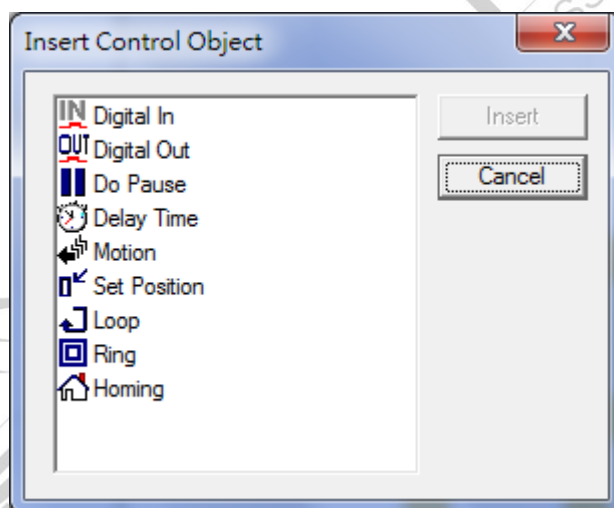 Insert Control Object
IN Digital In
OUT Digital Out
Do Pause
Delay Time
Motion
Set Position
Loop
Ring
Homing
Insert
Cancel